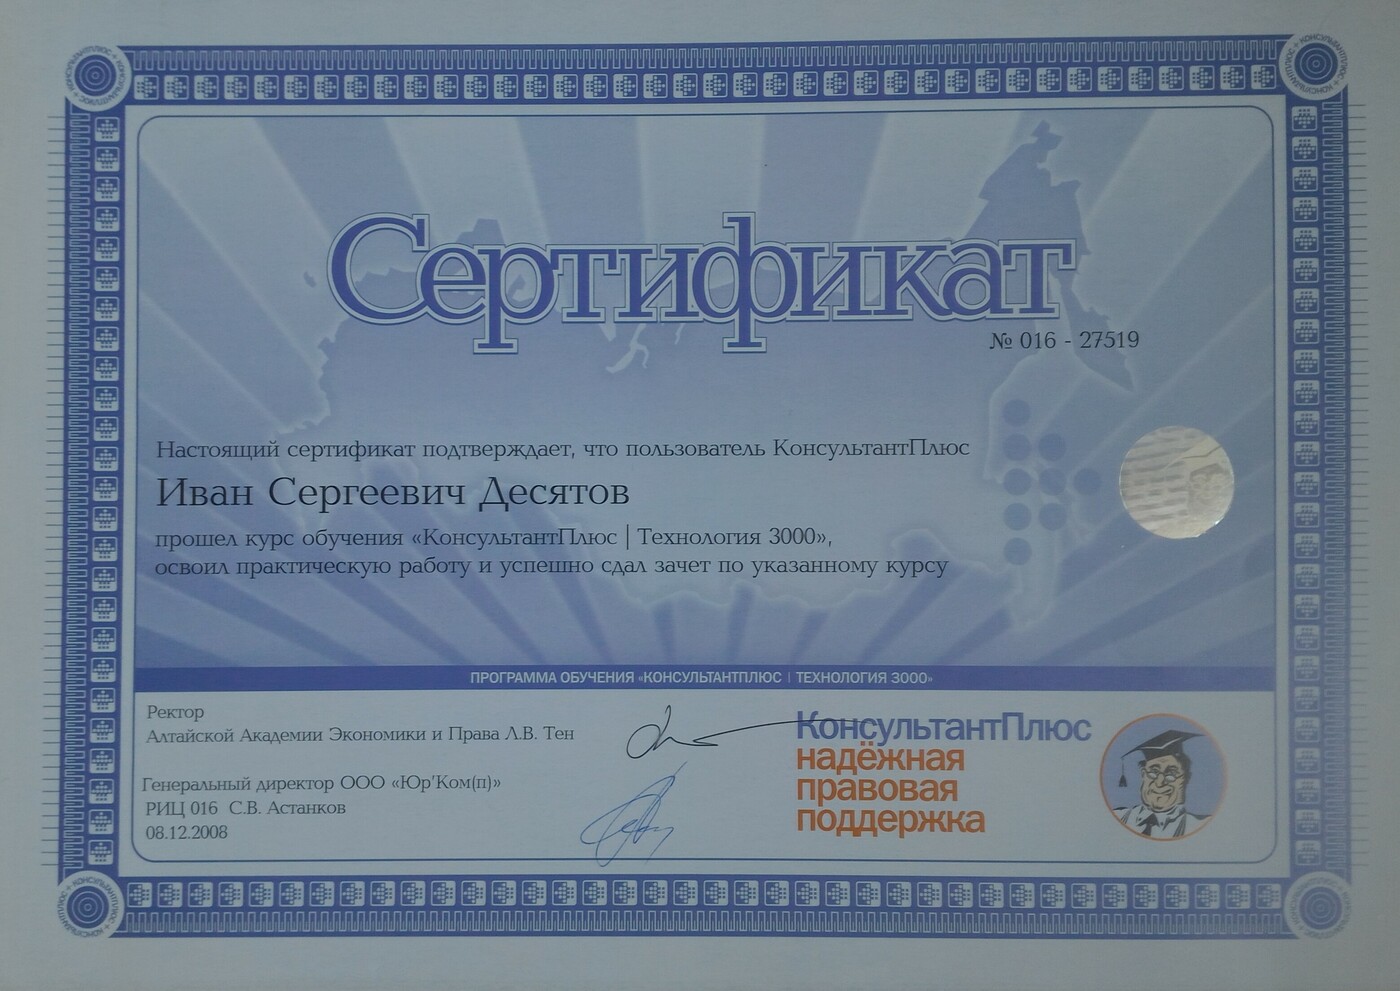 Сертификат
№ 016 - 27519
Настоящий сертификат подтверждает, что пользователь КонсультантПлюс
Иван Сергеевич Десятов
прошел курс обучения «КонсультантПлюс | Технология 3000»,
освоил практическую работу и успешно сдал зачет по указанному курсу
ПРОГРАММА ОБУЧЕНИЯ «КОНСУЛЬТАНТПЛЮС | ТЕХНОЛОГИЯ 3000»
Ректор
Алтайской Академии Экономики и Права Л.В. Тен
Генеральный директор ООО «Юр'Ком(п)»
РИЦ 016 С.В. Астанков
08.12.2008
КонсультантПлюс
надёжная
правовая
поддержка